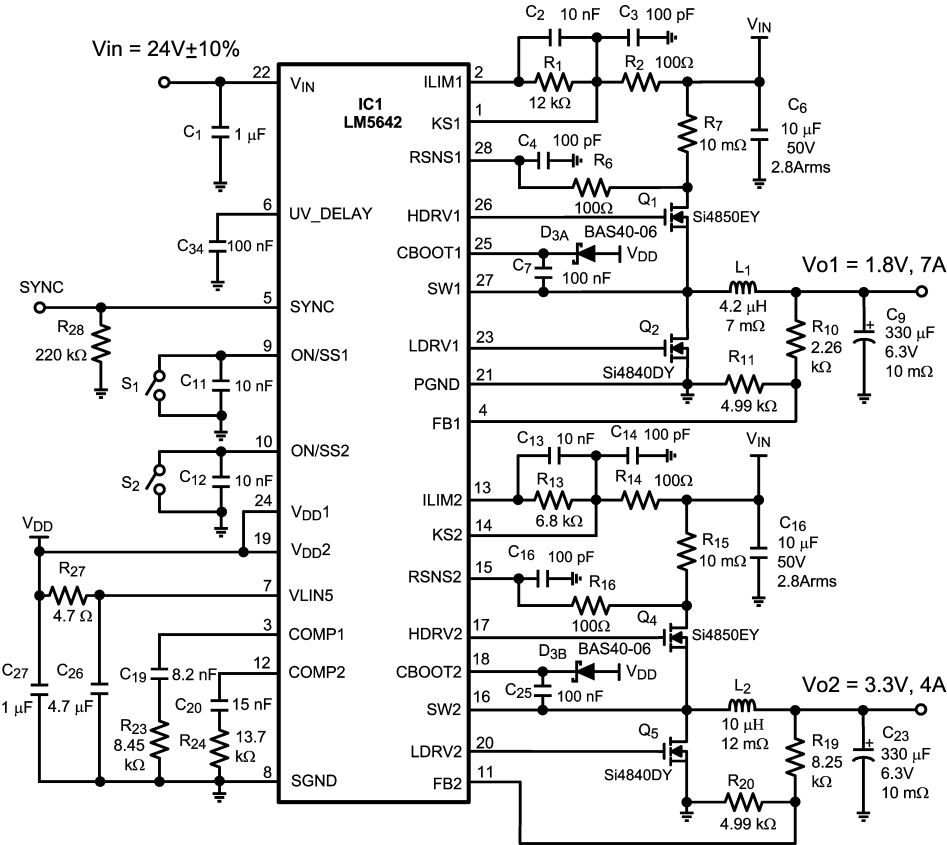 Vin = 24V±10%
C1 1 μF
C34 100 nF
SYNC
R28
220 kΩ
S1
C11 10 nF
S2
C12 10 nF
VDD
R27
4.7 Ω
C27
1 μF
C26
4.7 μF
C19 8.2 nF
C20 15 nF
R23
8.45
kΩ
R24
13.7
kΩ
IC1
LM5642
22 VIN
6 UV_DELAY
5 SYNC
9 ON/SS1
10 ON/SS2
24 VDD1
19 VDD2
7 VLIN5
3 COMP1
12 COMP2
8 SGND
ILIM1 2
KS1 1
RSNS1 28
HDRV1 26
CBOOT1 25
SW1 27
LDRV1 23
PGND 21
FB1 4
ILIM2 13
KS2 14
RSNS2 15
HDRV2 17
CBOOT2 18
SW2 16
LDRV2 20
FB2 11
C2 10 nF
C3 100 pF
R1
12 kΩ
R2 100Ω
VIN
C6
10 μF
50V
2.8Arms
R7
10 mΩ
C4 100 pF
R6
100Ω
Q1
Si4850EY
D3A BAS40-06
VDD
C7
100 nF
L1
4.2 μH
7 mΩ
Vo1 = 1.8V, 7A
Q2
Si4840DY
R10
2.26
kΩ
C9
+
330 μF
6.3V
10 mΩ
R11
4.99 kΩ
C13 10 nF
C14 100 pF
R13
6.8 kΩ
R14 100Ω
VIN
C16
10 μF
50V
2.8Arms
R15
10 mΩ
C16 100 pF
R16
100Ω
Q4
Si4850EY
D3B BAS40-06
VDD
C25 100 nF
L2
10 μH
12 mΩ
Vo2 = 3.3V, 4A
Q5
Si4840DY
R19
8.25
kΩ
C23
+
330 μF
6.3V
10 mΩ
R20
4.99 kΩ